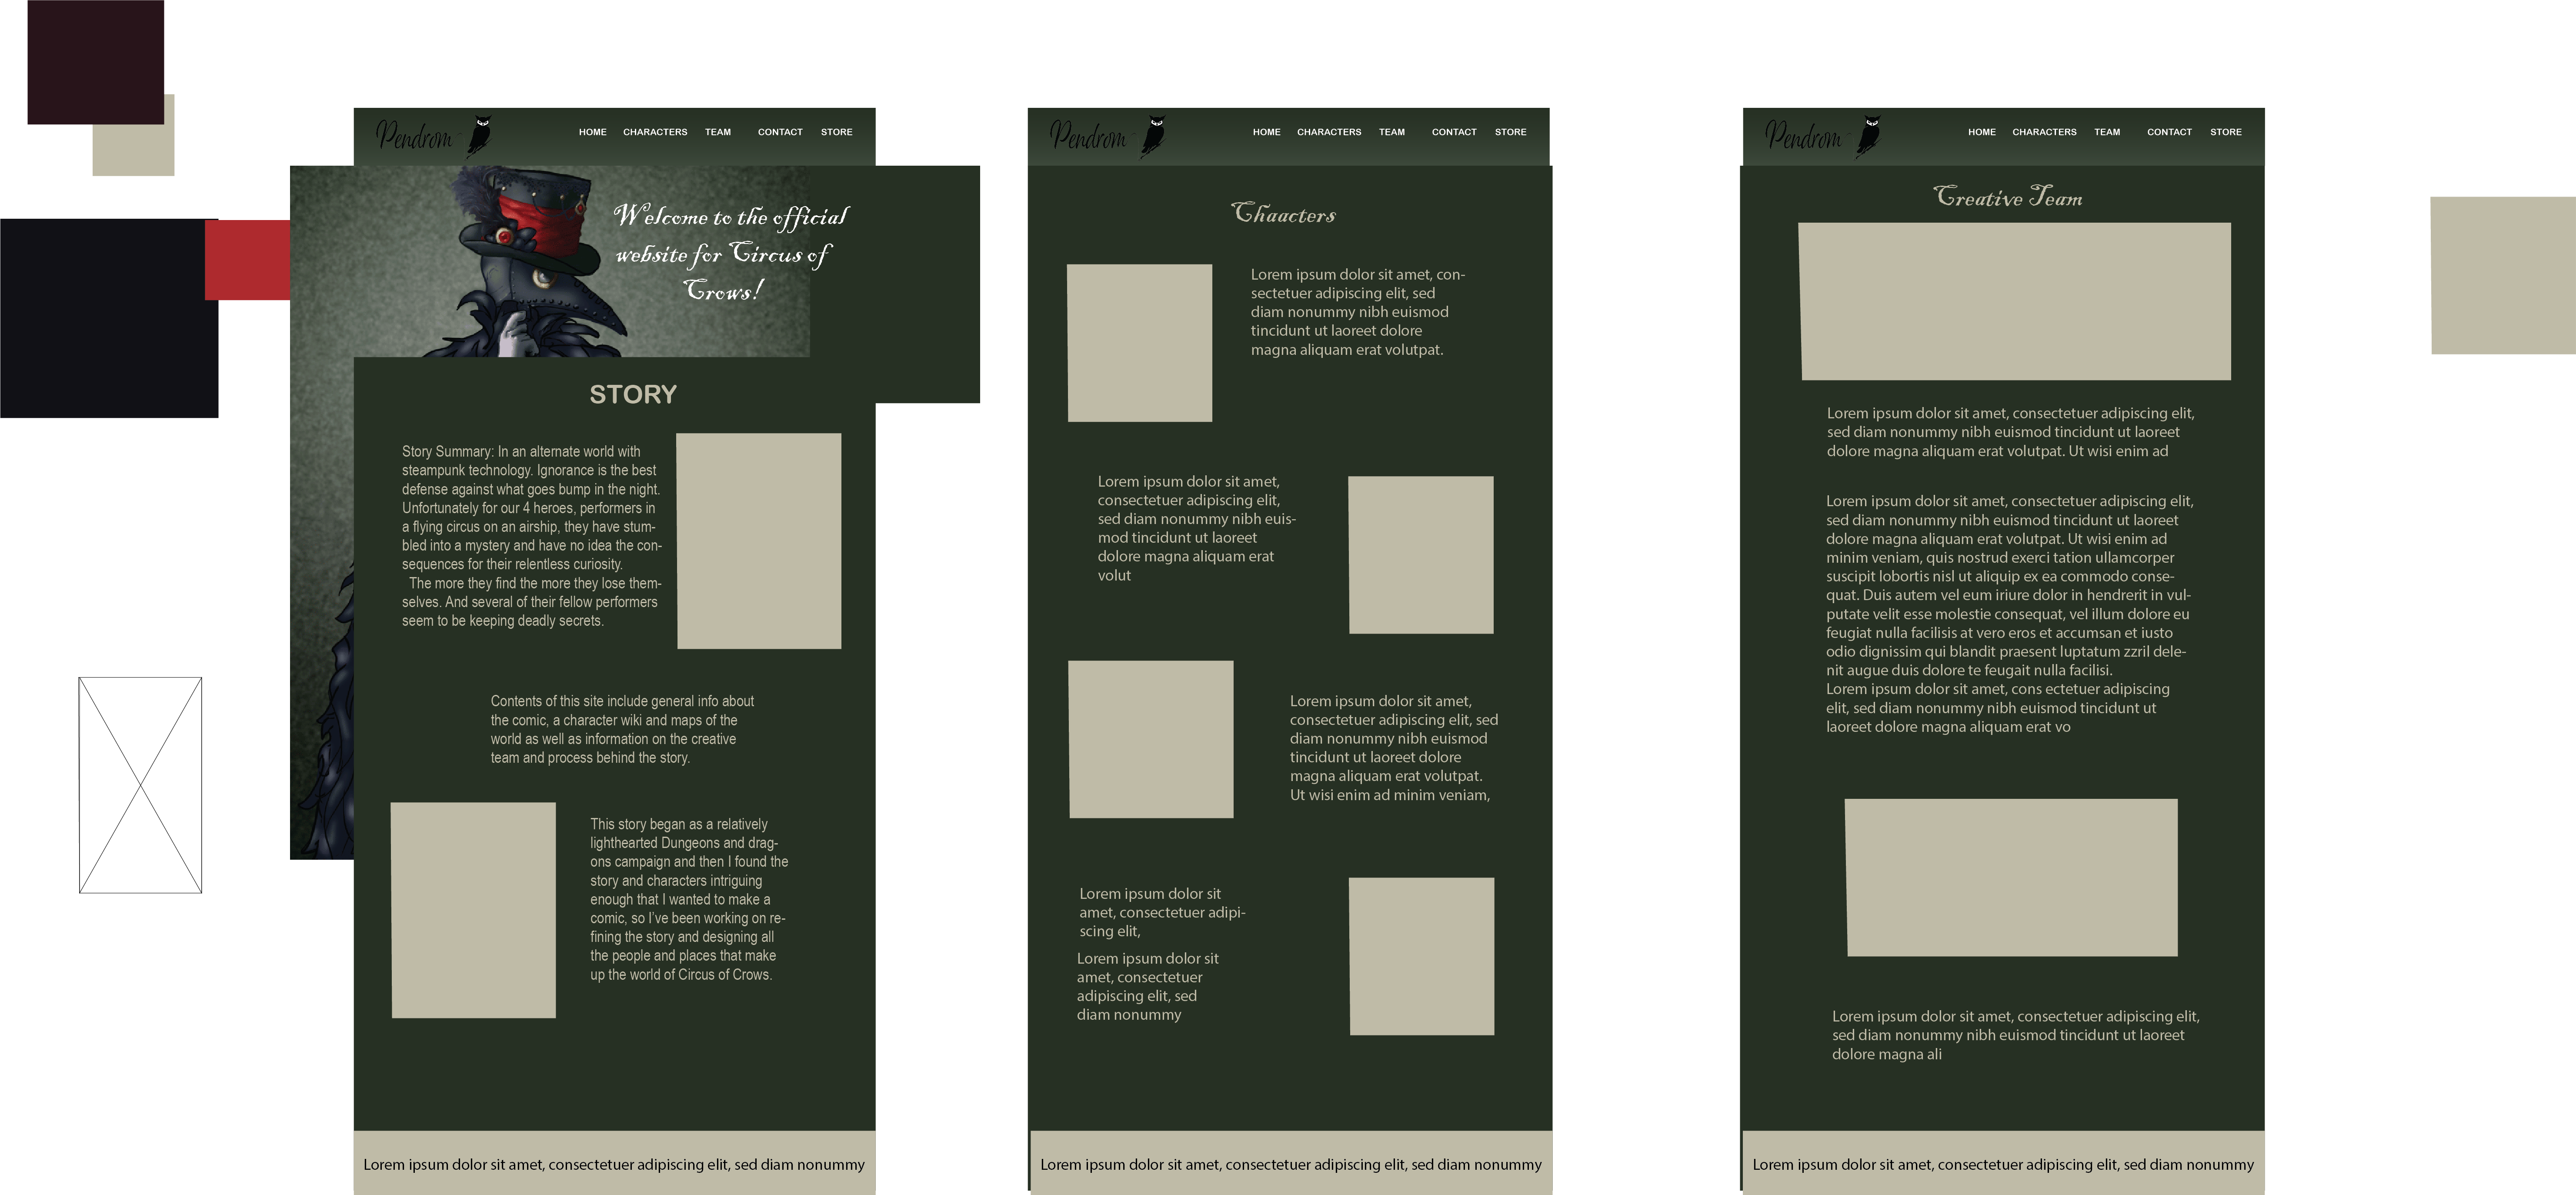 Pendrom
HOME CHARACTERS TEAM CONTACT STORE
Welcome to the official
website for Circus of
Crows!
STORY
Story Summary: In an alternate world with
steampunk technology. Ignorance is the best
defense against what goes bump in the night.
Unfortunately for our 4 heroes, performers in
a flying circus on an airship, they have stum-
bled into a mystery and have no idea the con-
sequences for their relentless curiosity.
The more they find the more they lose them-
selves. And several of their fellow performers
seem to be keeping deadly secrets.
Contents of this site include general info about
the comic, a character wiki and maps of the
world as well as information on the creative
team and process behind the story.
This story began as a relatively
lighthearted Dungeons and drag-
ons campaign and then I found the
story and characters intriguing
enough that I wanted to make a
comic, so I've been working on re-
fining the story and designing all
the people and places that make
up the world of Circus of Crows.
Lorem ipsum dolor sit amet, consectetuer adipiscing elit, sed diam nonummy
Pendrom
HOME CHARACTERS TEAM CONTACT STORE
Chaacters
Lorem ipsum dolor sit amet, con-
sectetuer adipiscing elit, sed
diam nonummy nibh euismod
tincidunt ut laoreet dolore
magna aliquam erat volutpat.
Lorem ipsum dolor sit amet,
consectetuer adipiscing elit,
sed diam nonummy nibh euis-
mod tincidunt ut laoreet
dolore magna aliquam erat
volut
Lorem ipsum dolor sit amet,
consectetuer adipiscing elit, sed
diam nonummy nibh euismod
tincidunt ut laoreet dolore
magna aliquam erat volutpat.
Ut wisi enim ad minim veniam,
Lorem ipsum dolor sit
amet, consectetuer adipi-
scing elit,
Lorem ipsum dolor sit
amet, consectetuer
adipiscing elit, sed
diam nonummy
Lorem ipsum dolor sit amet, consectetuer adipiscing elit, sed diam nonummy
Pendrom
HOME CHARACTERS TEAM CONTACT STORE
Creative Team
Lorem ipsum dolor sit amet, consectetuer adipiscing elit,
sed diam nonummy nibh euismod tincidunt ut laoreet
dolore magna aliquam erat volutpat. Ut wisi enim ad
Lorem ipsum dolor sit amet, consectetuer adipiscing elit,
sed diam nonummy nibh euismod tincidunt ut laoreet
dolore magna aliquam erat volutpat. Ut wisi enim ad
minim veniam, quis nostrud exerci tation ullamcorper
suscipit lobortis nisl ut aliquip ex ea commodo conse-
quat. Duis autem vel eum iriure dolor in hendrerit in vul-
putate velit esse molestie consequat, vel illum dolore eu
feugiat nulla facilisis at vero eros et accumsan et iusto
odio dignissim qui blandit praesent luptatum zzril dele-
nit augue duis dolore te feugait nulla facilisi.
Lorem ipsum dolor sit amet, cons ectetuer adipiscing
elit, sed diam nonummy nibh euismod tincidunt ut
laoreet dolore magna aliquam erat vo
Lorem ipsum dolor sit amet, consectetuer adipiscing elit,
sed diam nonummy nibh euismod tincidunt ut laoreet
dolore magna ali
Lorem ipsum dolor sit amet, consectetuer adipiscing elit, sed diam nonummy